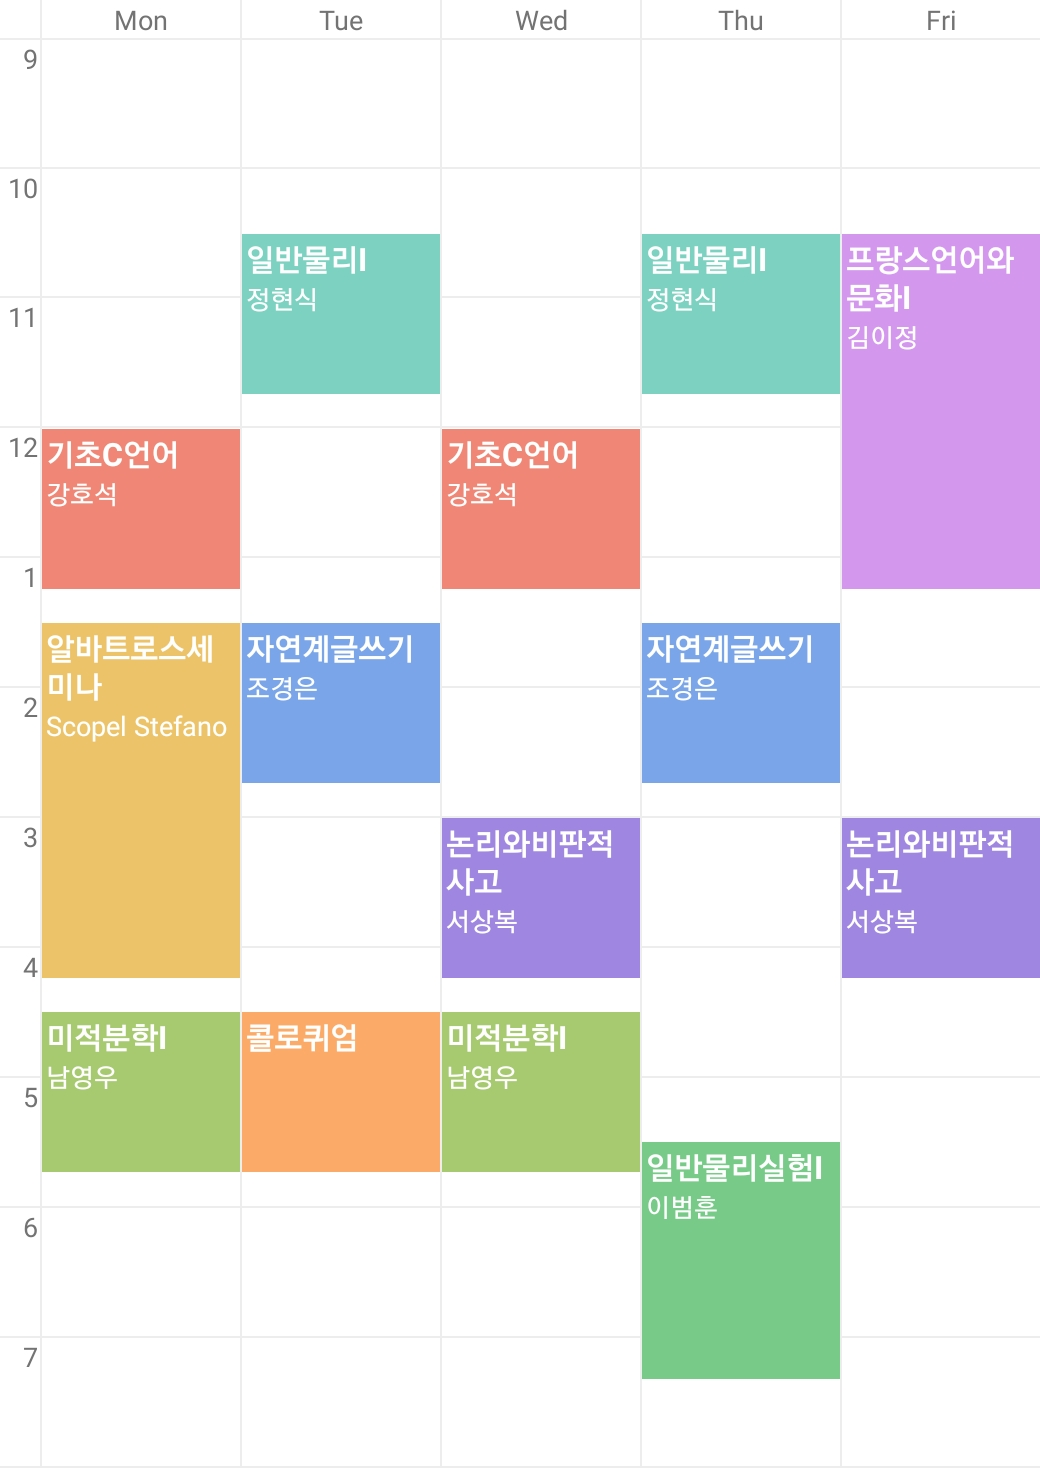 Mon Tue Wed Thu Fri
9
10
일반물리I 일반물리I 프랑스언어와
문화I
정현식 정현식 김이정
11
12
기초C언어 기초C언어
강호석 강호석
1
알바트로스세 자연계글쓰기 자연계글쓰기
미나 조경은 조경은
2
Scopel Stefano
3
논리와비판적 논리와비판적
사고 사고
서상복 서상복
4
미적분학I 콜로퀴엄 미적분학I
남영우 남영우
5
일반물리실험I
이범훈
6
7